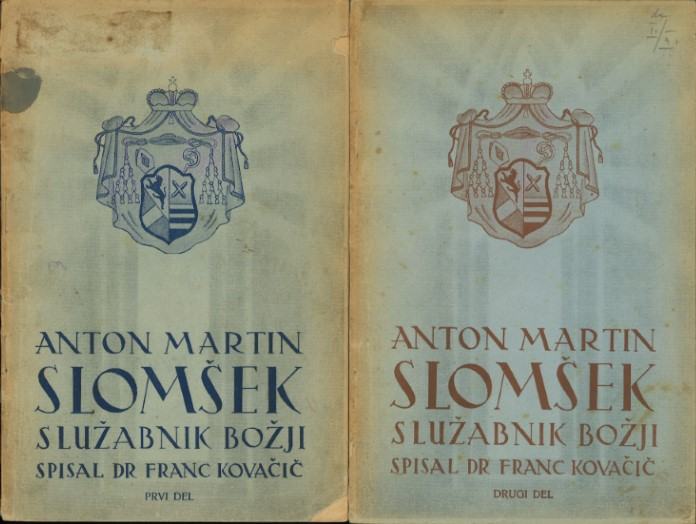 ANTON MARTIN
SLOMŠEK
SLUŽABNIK BOŽJI
SPISAL DR FRANC KOVAČIČ
PRVI DEL
ANTON MARTIN
SLOMŠEK
SLUŽABNIK BOŽJI
SPISAL DR FRANC KOVAČIČ
DRUGI DEL